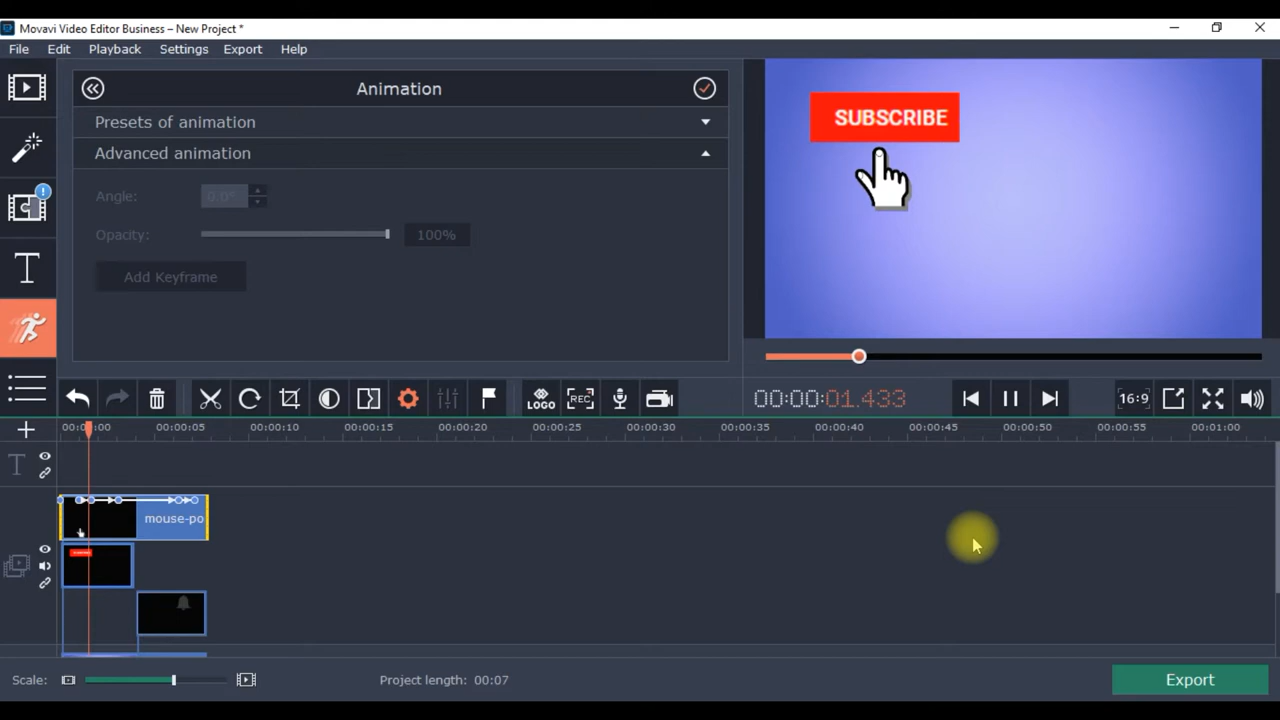 Movavi Video Editor Business – New Project *
File Edit Playback Settings Export Help
Animation
Presets of animation
Advanced animation
Angle: 0.0°
Opacity: 100%
Add Keyframe
SUBSCRIBE
LOGO REC 00:00:01.433 16:9
00:00:00 00:00:05 00:00:10 00:00:15 00:00:20 00:00:25 00:00:30 00:00:35 00:00:40 00:00:45 00:00:50 00:00:55 00:01:00
mouse-po
Scale: Project length: 00:07 Export